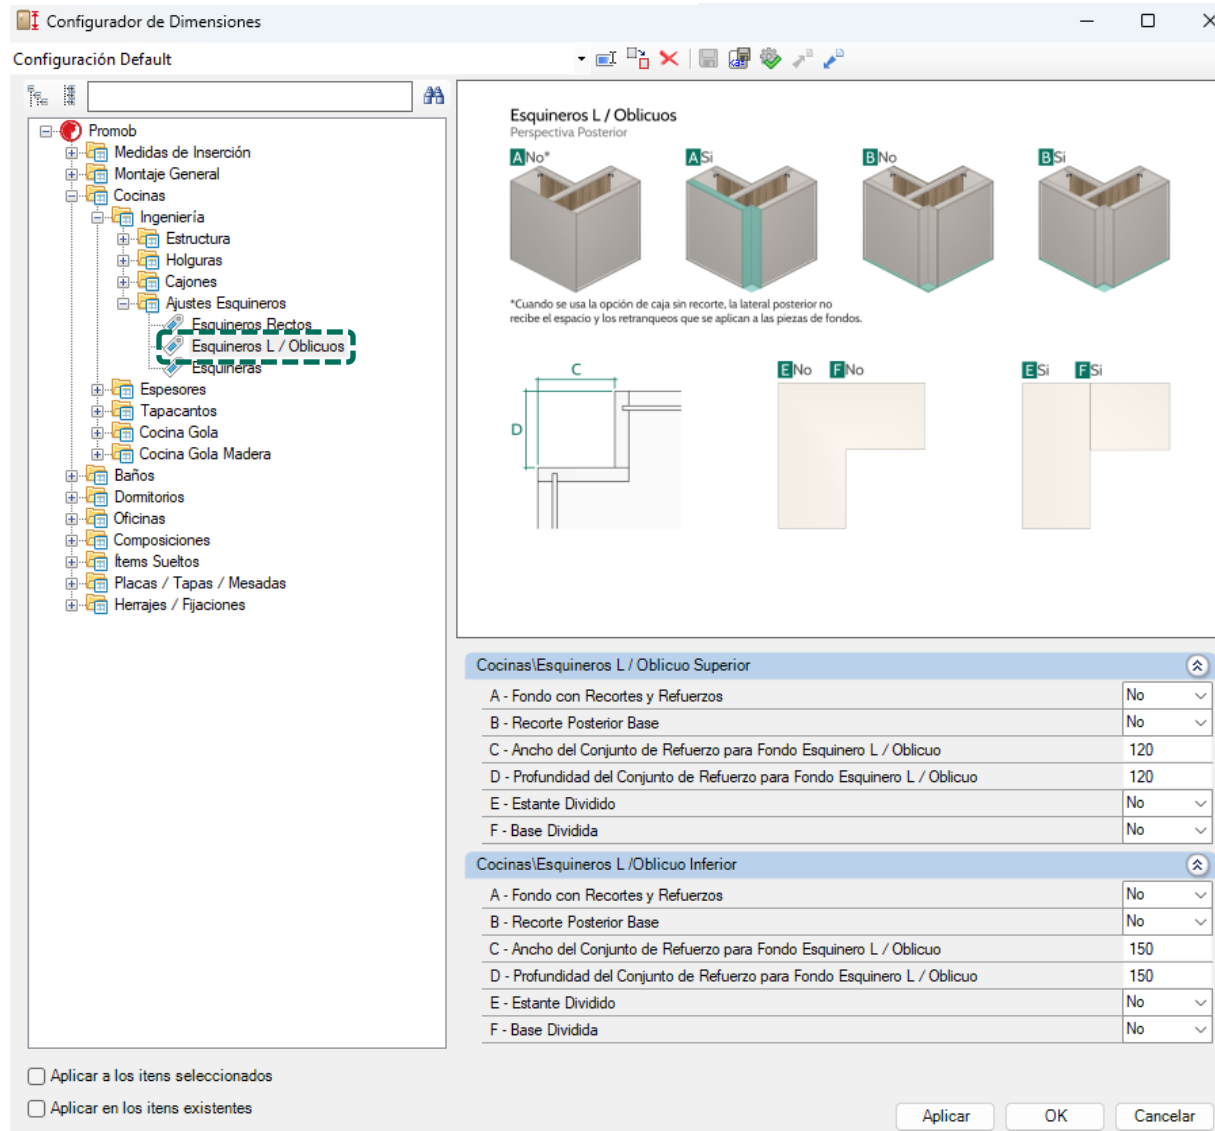 Configurador de Dimensiones
Configuración Default
Promob
Medidas de Inserción
Montaje General
Cocinas
Ingeniería
Estructura
Holguras
Cajones
Ajustes Esquineros
Esquineros Rectos
Esquineros L / Oblicuos
Esquineras
Espesores
Tapacantos
Cocina Gola
Cocina Gola Madera
Baños
Dormitorios
Oficinas
Composiciones
Ítems Sueltos
Placas / Tapas / Mesadas
Herrajes / Fijaciones
Esquineros L / Oblicuos
Perspectiva Posterior
A No* A Si B No B Si
*Cuando se usa la opción de caja sin recorte, la lateral posterior no
recibe el espacio y los retranqueos que se aplican a las piezas de fondos.
C
D
E No F No E Si F Si
Cocinas\Esquineros L / Oblicuo Superior
A - Fondo con Recortes y Refuerzos No
B - Recorte Posterior Base No
C - Ancho del Conjunto de Refuerzo para Fondo Esquinero L / Oblicuo 120
D - Profundidad del Conjunto de Refuerzo para Fondo Esquinero L / Oblicuo 120
E - Estante Dividido No
F - Base Dividida No
Cocinas\Esquineros L /Oblicuo Inferior
A - Fondo con Recortes y Refuerzos No
B - Recorte Posterior Base No
C - Ancho del Conjunto de Refuerzo para Fondo Esquinero L / Oblicuo 150
D - Profundidad del Conjunto de Refuerzo para Fondo Esquinero L / Oblicuo 150
E - Estante Dividido No
F - Base Dividida No
Aplicar a los itens seleccionados
Aplicar en los itens existentes
Aplicar OK Cancelar